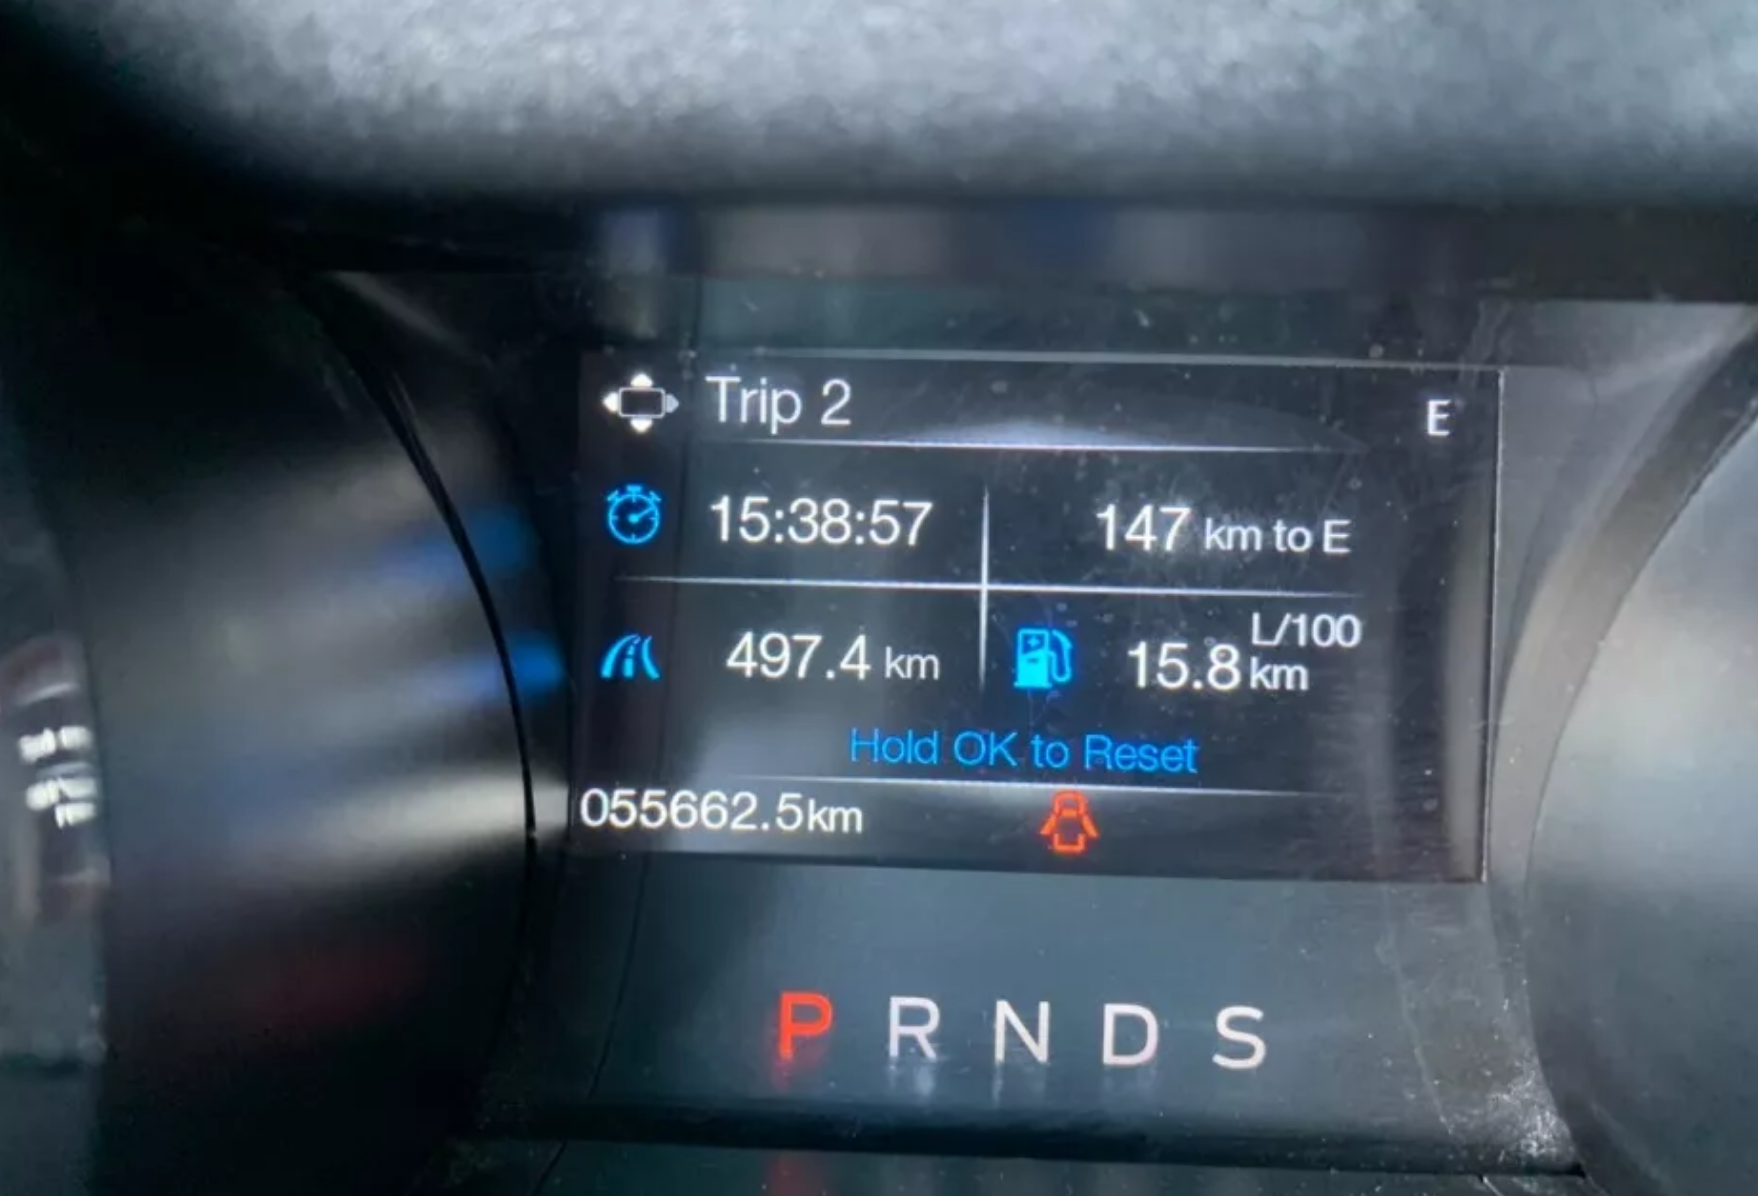 Trip 2
E
15:38:57
147 km to E
497.4 km
15.8 L/100 km
Hold OK to Reset
055662.5km
P R N D S